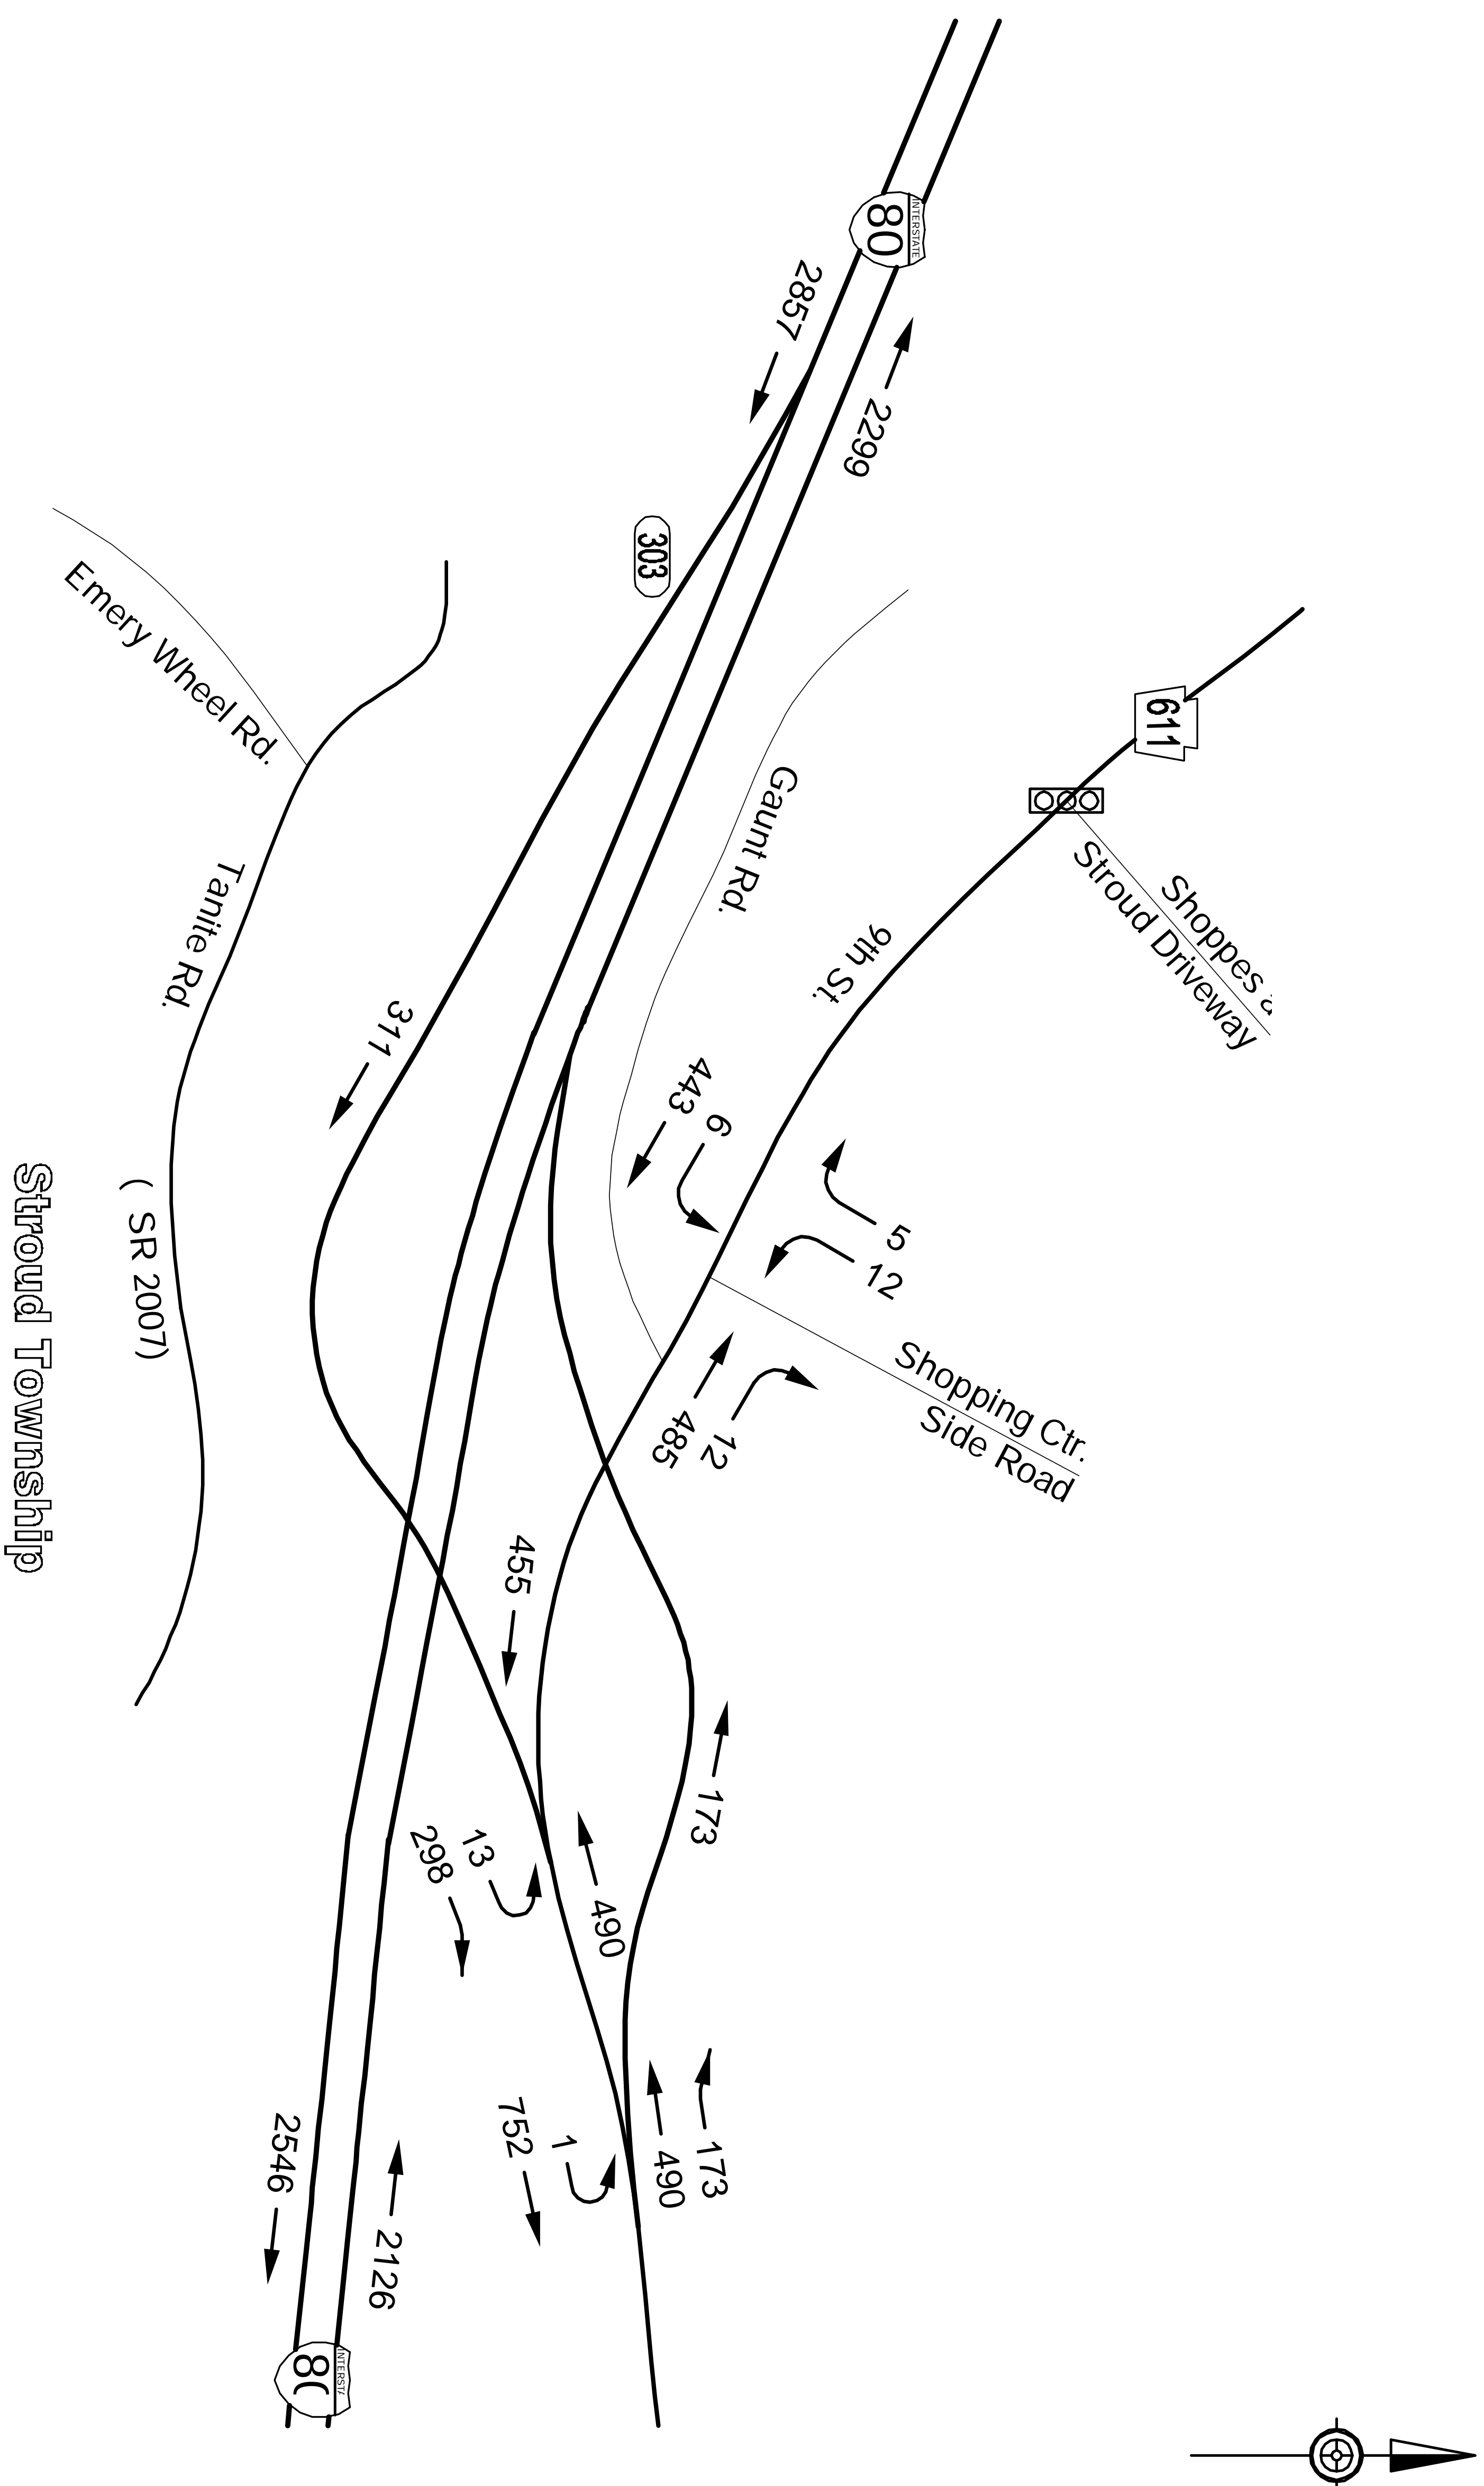 INTERSTATE
80
2857
2299
303
Emery Wheel Rd.
611
Gaunt Rd.
Tanite Rd.
Shoppes a
Stroud Driveway
9th St.
311
443
6
5
12
( SR 2007)
Stroud Township
Shopping Ctr.
Side Road
485
12
455
173
13
298
490
752
1
490
173
2546
2126
INTERST
80